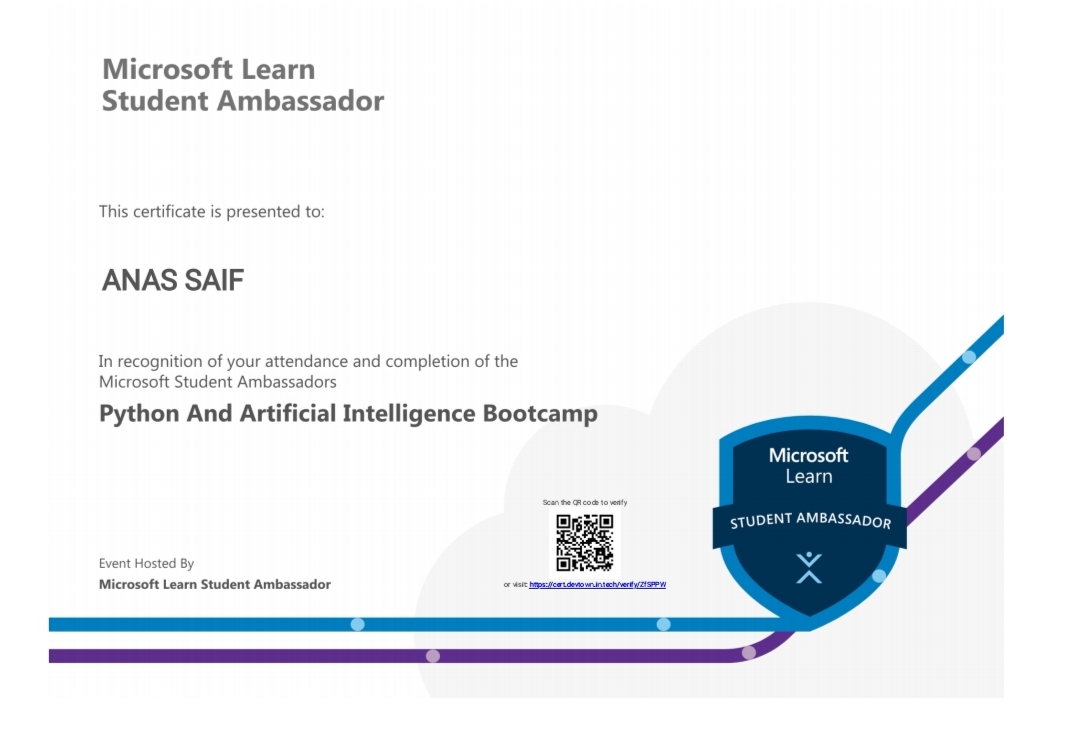 Microsoft Learn
Student Ambassador
This certificate is presented to:
ANAS SAIF
In recognition of your attendance and completion of the
Microsoft Student Ambassadors
Python And Artificial Intelligence Bootcamp
Microsoft
Learn
STUDENT AMBASSADOR
Scan the QR code to verify
or visit: https://cert.devtown.in.tech/verify/ZfSPPW
Event Hosted By
Microsoft Learn Student Ambassador